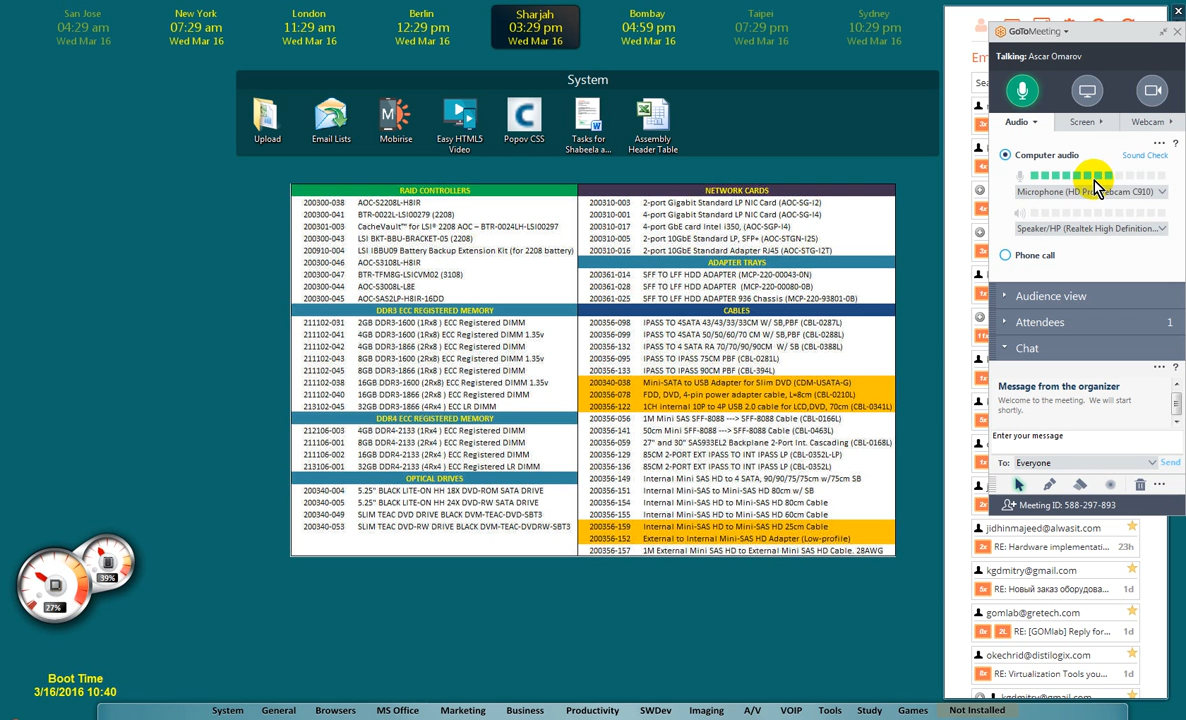 San Jose
04:29 am
Wed Mar 16
New York
07:29 am
Wed Mar 16
London
11:29 am
Wed Mar 16
Berlin
12:29 pm
Wed Mar 16
Sharjah
03:29 pm
Wed Mar 16
Bombay
04:59 pm
Wed Mar 16
Taipei
07:29 pm
Wed Mar 16
Sydney
10:29 pm
Wed Mar 16
System
Upload
Email Lists
Mobirise
Easy HTML5 Video
Popov CSS
Tasks for Shabeela a...
Assembly Header Table
RAID CONTROLLERS
200300-038 AOC-S2208L-H8IR
200300-041 BTR-0022L-LSI00279 (2208)
200301-003 CacheVault™ for LSI® 2208 AOC – BTR-0024LH-LSI00297
200300-043 LSI BKT-BBU-BRACKET-05 (2208)
200910-004 LSI iBBU09 Battery Backup Extension Kit (for 2208 battery)
200300-046 AOC-S3108L-H8IR
200300-047 BTR-TFM8G-LSICVM02 (3108)
200300-044 AOC-S3008L-L8E
200300-045 AOC-SAS2LP-H8IR-16DD
DDR3 ECC REGISTERED MEMORY
211102-031 2GB DDR3-1600 (1Rx8 ) ECC Registered DIMM
211102-041 4GB DDR3-1600 (1Rx8 ) ECC Registered DIMM 1.35v
211102-042 4GB DDR3-1866 (1Rx4 ) ECC Registered DIMM
211102-043 8GB DDR3-1600 (1Rx4 ) ECC Registered DIMM 1.35v
211102-045 8GB DDR3-1866 (1Rx8 ) ECC Registered DIMM
211102-038 16GB DDR3-1600 (2Rx8) ECC Registered DIMM 1.35v
211102-040 16GB DDR3-1866 (2Rx4 ) ECC Registered DIMM
213102-045 32GB DDR3-1866 (4Rx4 ) ECC LR DIMM
DDR4 ECC REGISTERED MEMORY
212106-003 4GB DDR4-2133 (1Rx4 ) ECC Registered DIMM
211106-001 8GB DDR4-2133 (2Rx4 ) ECC Registered DIMM
211106-002 16GB DDR4-2133 (1Rx4 ) ECC Registered DIMM
213106-001 32GB DDR4-2133 (4Rx4 ) ECC Registered LR DIMM
OPTICAL DRIVES
200340-004 5.25" BLACK LITE-ON HH 18X DVD-ROM SATA DRIVE
200340-005 5.25" BLACK LITE-ON HH 24X DVD-RW SATA DRIVE
200340-049 SLIM TEAC DVD DRIVE BLACK DVM-TEAC-DVD-SBT3
200340-053 SLIM TEAC DVD-RW DRIVE BLACK DVM-TEAC-DVDRW-SBT3
NETWORK CARDS
200310-003 2-port Gigabit Standard LP NIC Card (AOC-SG-I2)
200310-001 4-port Gigabit Standard LP NIC Card (AOC-SG-I4)
200310-017 4-port GbE card Intel i350, (AOC-SGP-I4)
200310-005 2-port 10GbE Standard LP, SFP+ (AOC-STGN-I2S)
200310-016 2-port 10GbE Standard Adapter RJ45 (AOC-STG-I2T)
ADAPTER TRAYS
200361-014 SFF TO LFF HDD ADAPTER (MCP-220-00043-0N)
200361-028 SFF TO LFF HDD ADAPTER (MCP-220-00080-0B)
200361-025 SFF TO LFF HDD ADAPTER 936 Chassis (MCP-220-93801-0B)
CABLES
200356-098 IPASS TO 4SATA 43/43/33/33CM W/ SB,PBF (CBL-0287L)
200356-099 IPASS TO 4SATA 50/50/60/70 CM W/ SB,PBF (CBL-0288L)
200356-132 IPASS TO 4 SATA RA 70/70/90/90CM W/ SB (CBL-0388L)
200356-135 IPASS TO IPASS 75CM PBF (CBL-0281L)
200356-133 IPASS TO IPASS 90CM PBF (CBL-394L)
200340-038 Mini-SATA to USB Adapter for Slim DVD (CDM-USATA-G)
200356-078 FDD, DVD, 4-pin power adapter cable, L=8cm (CBL-0210L)
200356-122 1CH internal 10P to 4P USB 2.0 cable for LCD,DVD, 70cm (CBL-0341L)
200356-056 1M Mini SAS SFF-8088 ---> SFF-8088 Cable (CBL-0166L)
200356-141 50cm Mini SFF-8088 ---> SFF-8088 Cable (CBL-0463L)
200356-059 27" and 30" SAS933EL2 Backplane 2-Port Int. Cascading (CBL-0168L)
200356-129 85CM 2-PORT EXT IPASS TO INT IPASS LP (CBL-0352L-LP)
200356-136 85CM 2-PORT EXT IPASS TO INT IPASS LP (CBL-0352L)
200356-149 Internal Mini-SAS HD to 4 SATA, 90/90/75/75cm w/75cm SB
200356-151 Internal Mini-SAS to Mini-SAS HD 80cm w/ SB
200356-154 Internal Mini-SAS HD to Mini-SAS HD 80cm Cable
200356-155 Internal Mini-SAS HD to Mini-SAS HD 60cm Cable
200356-159 Internal Mini-SAS HD to Mini-SAS HD 25cm Cable
200356-152 External to Internal Mini-SAS HD Adapter (Low-profile)
200356-157 1M External Mini SAS HD to External Mini SAS HD Cable. 28AWG
GoToMeeting
Talking: Ascar Omarov
Audio
Screen
Webcam
Computer audio
Sound Check
Microphone (HD Pro Webcam C910)
Speaker/HP (Realtek High Definition...
Phone call
Audience view
Attendees 1
Chat
Message from the organizer
Welcome to the meeting. We will start shortly.
Enter your message
To: Everyone
Send
Meeting ID: 588-297-893
jidhinmajeed@alwasit.com
2x RE: Hardware implementati... 23h
kgdmitry@gmail.com
5x RE: Новый заказ оборудова... 1d
gomlab@gretech.com
0x 2L RE: [GOMlab] Reply for... 1d
okechrid@distilogix.com
8x RE: Virtualization Tools you... 1d
kgdmitry@gmail.com
39%
27%
Boot Time
3/16/2016 10:40
System
General
Browsers
MS Office
Marketing
Business
Productivity
SWDev
Imaging
A/V
VOIP
Tools
Study
Games
Not Installed